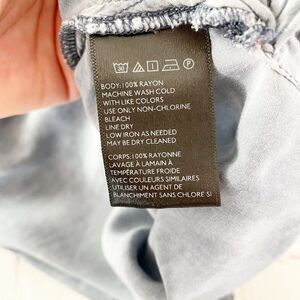 30 P
BODY:100% RAYON
MACHINE WASH COLD
WITH LIKE COLORS
USE ONLY NON-CHLORINE
BLEACH
LINE DRY
LOW IRON AS NEEDED
MAY BE DRY CLEANED
CORPS:100% RAYONNE
LAVAGE À LAMAIN À
TEMPÉRATURE FROIDE
AVEC COULEURS SIMILAIRES
UTILISER UN AGENT DE
BLANCHIMENT SANS CHLORE SI